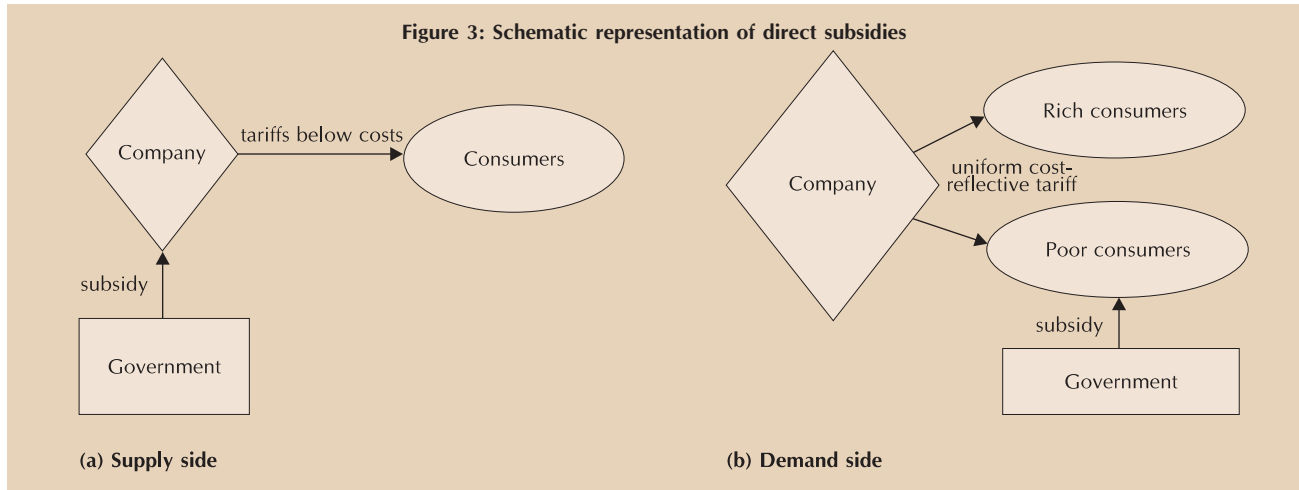 Figure 3: Schematic representation of direct subsidies
Company
tariffs below costs
Consumers
subsidy
Government
(a) Supply side
Company
Rich consumers
uniform cost-
reflective tariff
Poor consumers
subsidy
Government
(b) Demand side